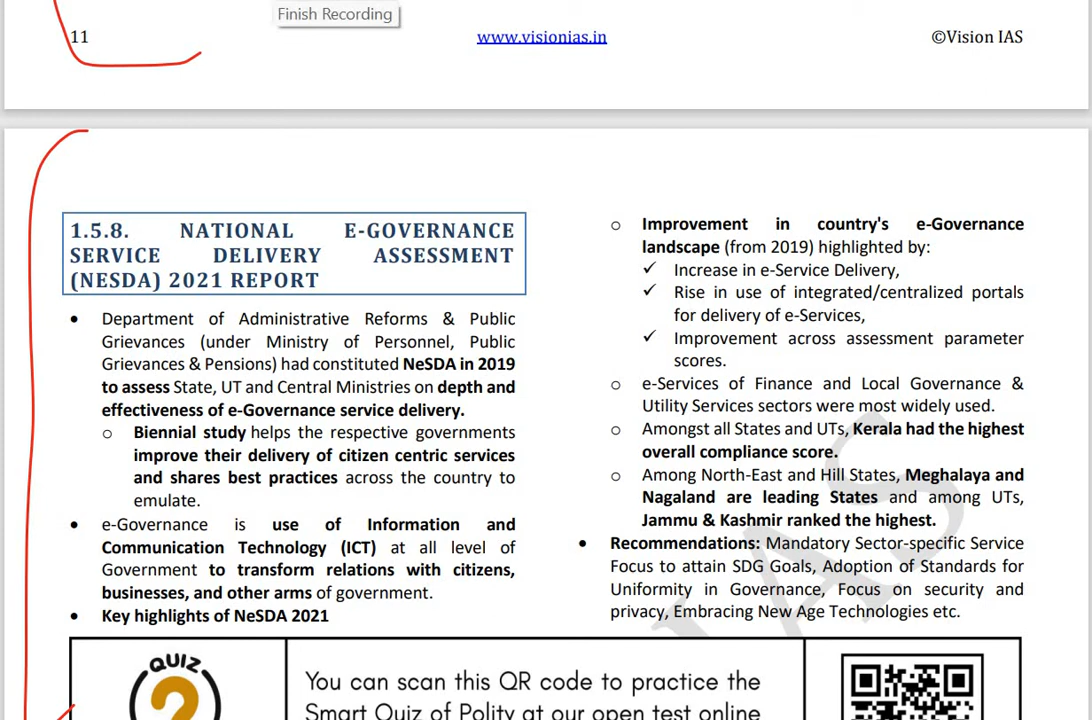 Finish Recording
11
www.visionias.in
©Vision IAS
1.5.8. NATIONAL E-GOVERNANCE
SERVICE DELIVERY ASSESSMENT
(NESDA) 2021 REPORT
• Department of Administrative Reforms & Public
Grievances (under Ministry of Personnel, Public
Grievances & Pensions) had constituted NeSDA in 2019
to assess State, UT and Central Ministries on depth and
effectiveness of e-Governance service delivery.
o Biennial study helps the respective governments
improve their delivery of citizen centric services
and shares best practices across the country to
emulate.
• e-Governance is use of Information and
Communication Technology (ICT) at all level of
Government to transform relations with citizens,
businesses, and other arms of government.
• Key highlights of NeSDA 2021
o Improvement in country's e-Governance
landscape (from 2019) highlighted by:
✓ Increase in e-Service Delivery,
✓ Rise in use of integrated/centralized portals
for delivery of e-Services,
✓ Improvement across assessment parameter
scores.
o e-Services of Finance and Local Governance &
Utility Services sectors were most widely used.
o Amongst all States and UTs, Kerala had the highest
overall compliance score.
o Among North-East and Hill States, Meghalaya and
Nagaland are leading States and among UTs,
Jammu & Kashmir ranked the highest.
• Recommendations: Mandatory Sector-specific Service
Focus to attain SDG Goals, Adoption of Standards for
Uniformity in Governance, Focus on security and
privacy, Embracing New Age Technologies etc.
IAS
QUIZ
?
You can scan this QR code to practice the
Smart Quiz of Polity at our open test online